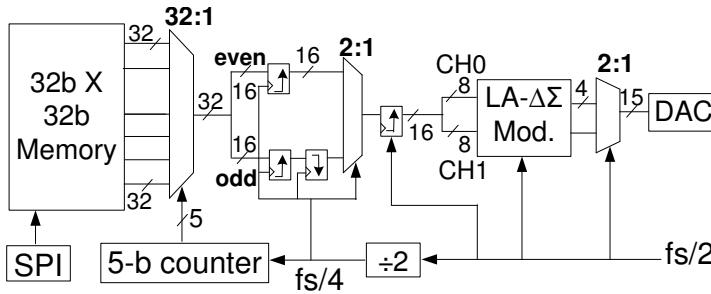 32:1
32
32b X
32b
Memory
32
32
even
16
16
2:1
16
odd
16
CH0
8
8
CH1
LA-ΔΣ
Mod.
4
2:1
15
DAC
5
SPI
5-b counter
fs/4
÷2
fs/2